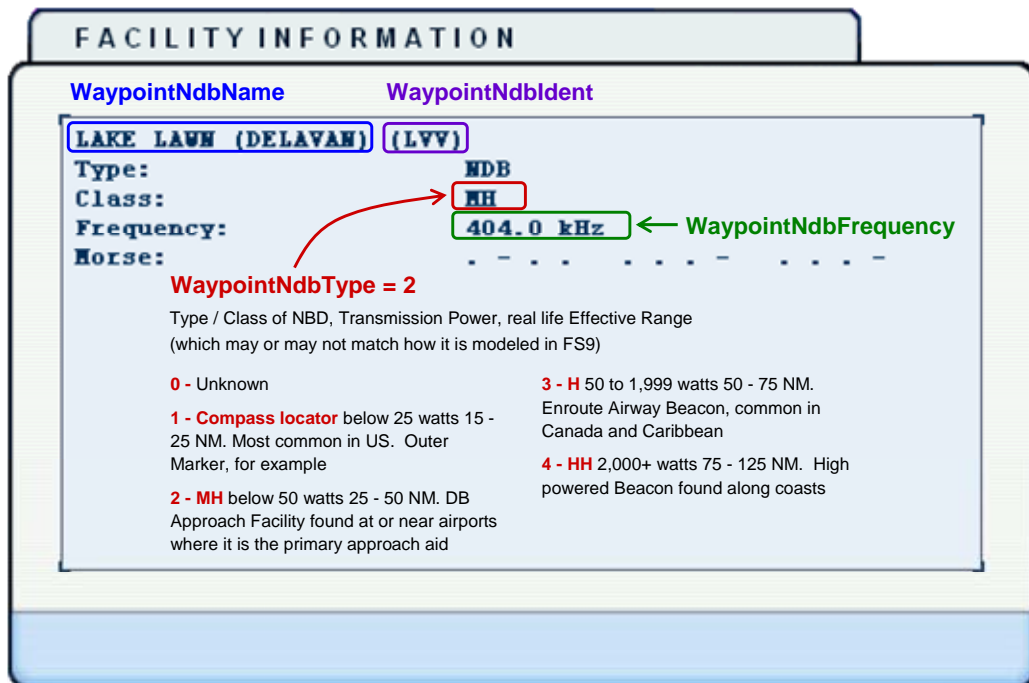 FACILITY INFORMATION
WaypointNdbName WaypointNdbIdent
LAKE LAWN (DELAVAN) (LVV)
Type: NDB
Class: MH
Frequency: 404.0 kHz WaypointNdbFrequency
Morse: . - . . . . . - . . . -
WaypointNdbType = 2
Type / Class of NBD, Transmission Power, real life Effective Range
(which may or may not match how it is modeled in FS9)
0 - Unknown
1 - Compass locator below 25 watts 15 -
25 NM. Most common in US. Outer
Marker, for example
2 - MH below 50 watts 25 - 50 NM. DB
Approach Facility found at or near airports
where it is the primary approach aid
3 - H 50 to 1,999 watts 50 - 75 NM.
Enroute Airway Beacon, common in
Canada and Caribbean
4 - HH 2,000+ watts 75 - 125 NM. High
powered Beacon found along coasts